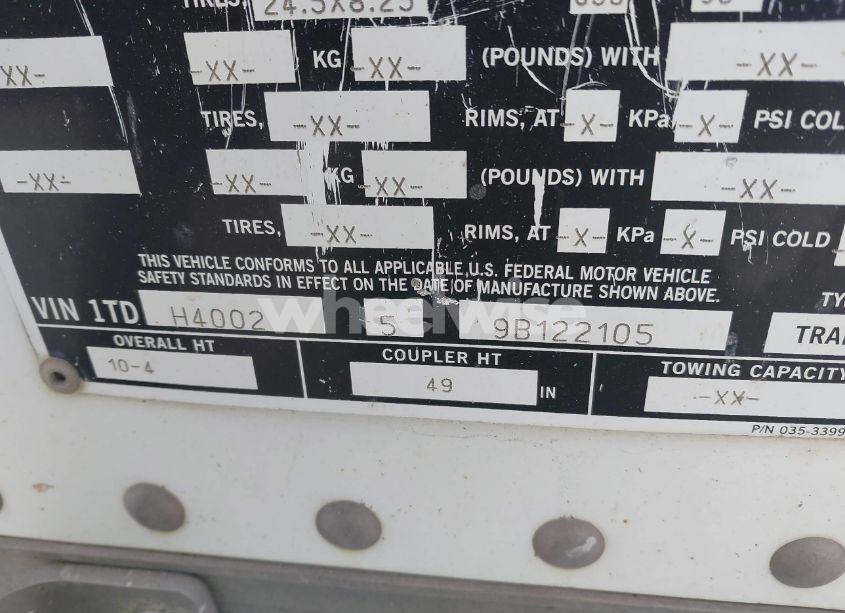 TIRES, 24.5X8.25
-XX- -XX- KG -XX- (POUNDS) WITH -XX-
TIRES, -XX- RIMS, AT -X- KPa -X- PSI COL
-XX- -XX- KG -XX- (POUNDS) WITH -XX-
TIRES, -XX- RIMS, AT -X- KPa -X- PSI COLD
THIS VEHICLE CONFORMS TO ALL APPLICABLE U.S. FEDERAL MOTOR VEHICLE
SAFETY STANDARDS IN EFFECT ON THE DATE OF MANUFACTURE SHOWN ABOVE.
VIN 1TD H4002 5 9B122105 TY
TRAI
wheelwise
OVERALL HT COUPLER HT TOWING CAPACITY
10-4 49 IN -XX-
P/N 035-3399